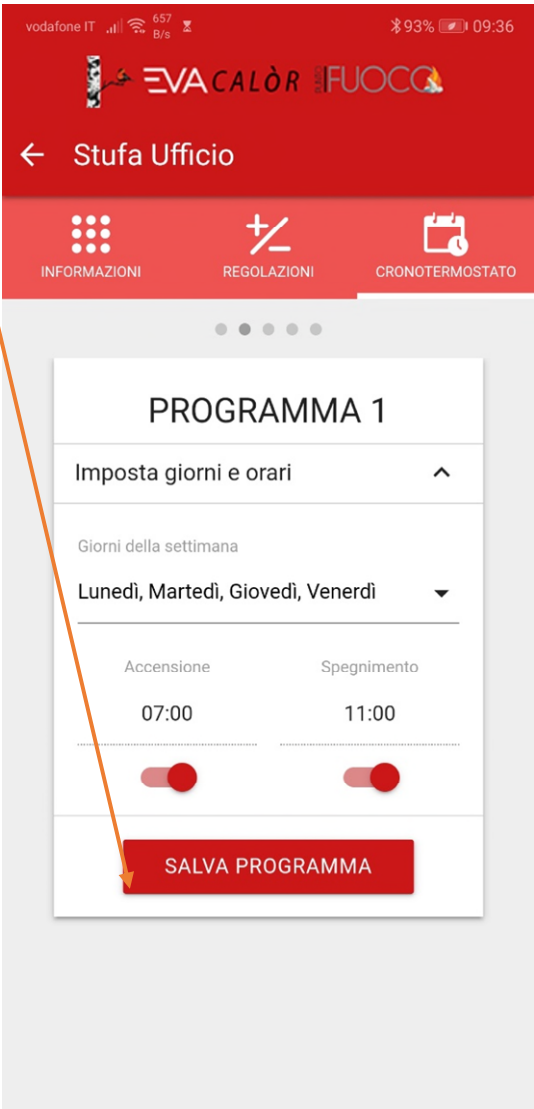 vodafone IT 657 B/s 93% 09:36
EVA CALÒR PUNTO FUOCO
Stufa Ufficio
INFORMAZIONI REGOLAZIONI CRONOTERMOSTATO
PROGRAMMA 1
Imposta giorni e orari
Giorni della settimana
Lunedì, Martedì, Giovedì, Venerdì
Accensione Spegnimento
07:00 11:00
SALVA PROGRAMMA